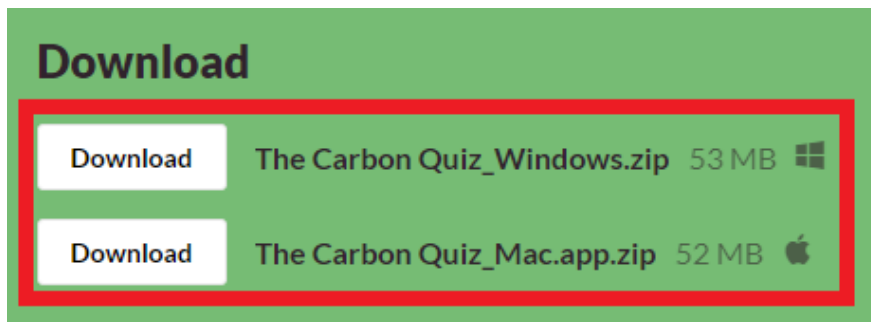 Download
Download The Carbon Quiz_Windows.zip 53 MB
Download The Carbon Quiz_Mac.app.zip 52 MB